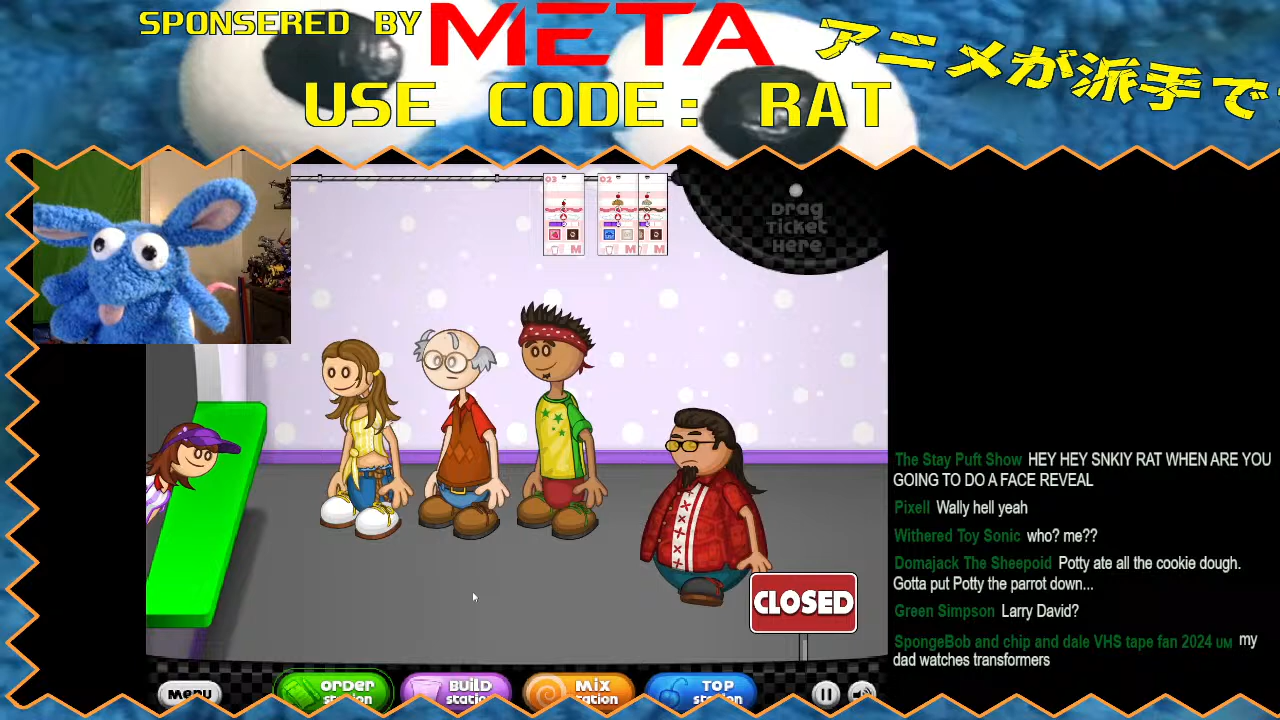 SPONSERED BY META
アニメが派手で
USE CODE: RAT
03
02
M
M
M
Drag
Ticket
Here
The Stay Puft Show HEY HEY SNKIY RAT WHEN ARE YOU
GOING TO DO A FACE REVEAL
Pixell Wally hell yeah
Withered Toy Sonic who? me??
Domajack The Sheepoid Potty ate all the cookie dough.
Gotta put Potty the parrot down...
Green Simpson Larry David?
SpongeBob and chip and dale VHS tape fan 2024 UM my
dad watches transformers
CLOSED
Menu
ORDER
station
BUILD
station
MIX
station
TOP
station